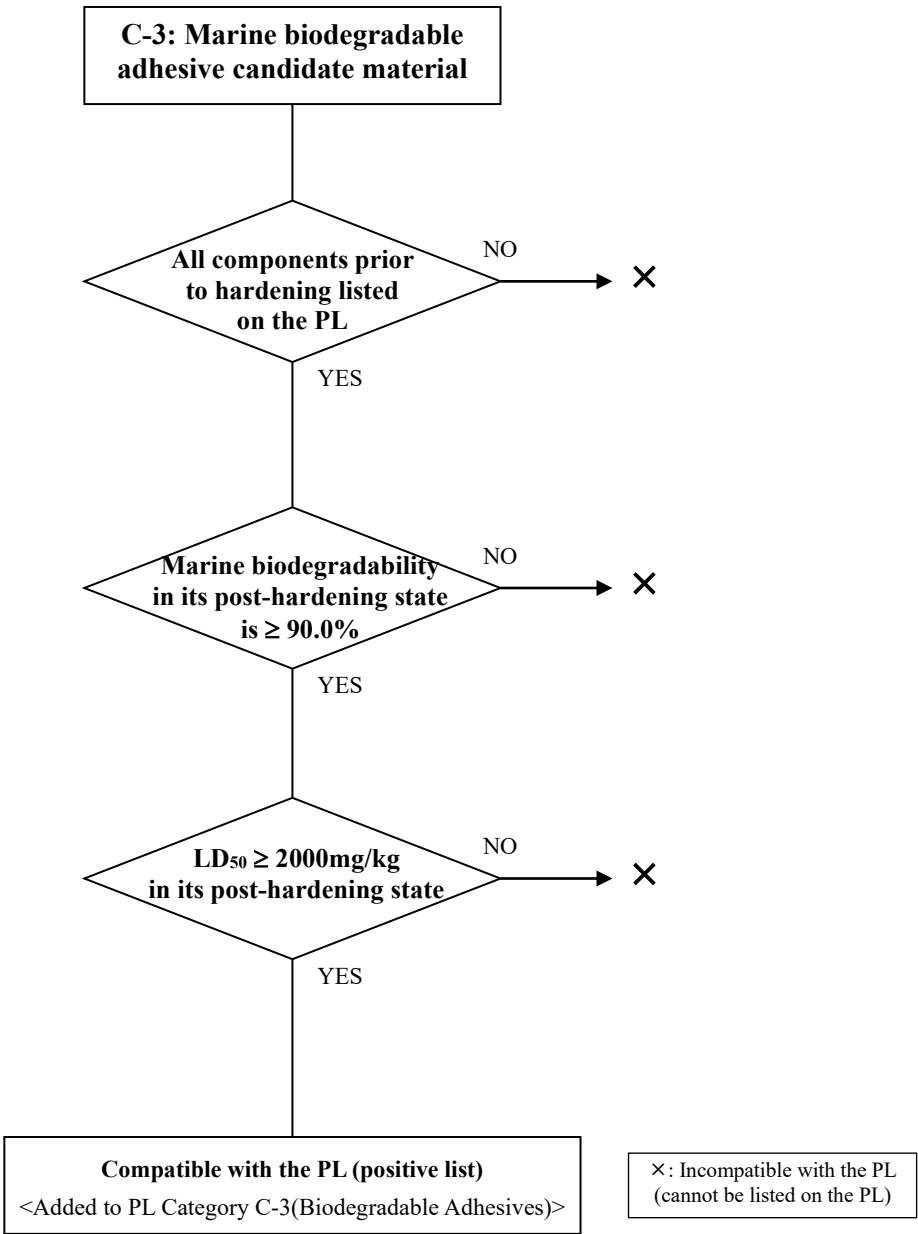 C-3: Marine biodegradable
adhesive candidate material
All components prior
to hardening listed
on the PL
NO
×
YES
Marine biodegradability
in its post-hardening state
is ≥ 90.0%
NO
×
YES
LD₅₀ ≥ 2000mg/kg
in its post-hardening state
NO
×
YES
Compatible with the PL (positive list)
<Added to PL Category C-3(Biodegradable Adhesives)>
×: Incompatible with the PL
(cannot be listed on the PL)